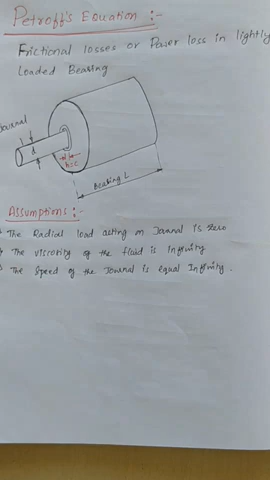 Petroff's Equation :-
Frictional losses or Power loss in lightly
Loaded Bearing
Journal
d
h=c
Bearing L
Assumptions :-
The Radial load acting on Journal is zero
The viscosity of the fluid is Infinity
The Speed of the Journal is equal Infinity.